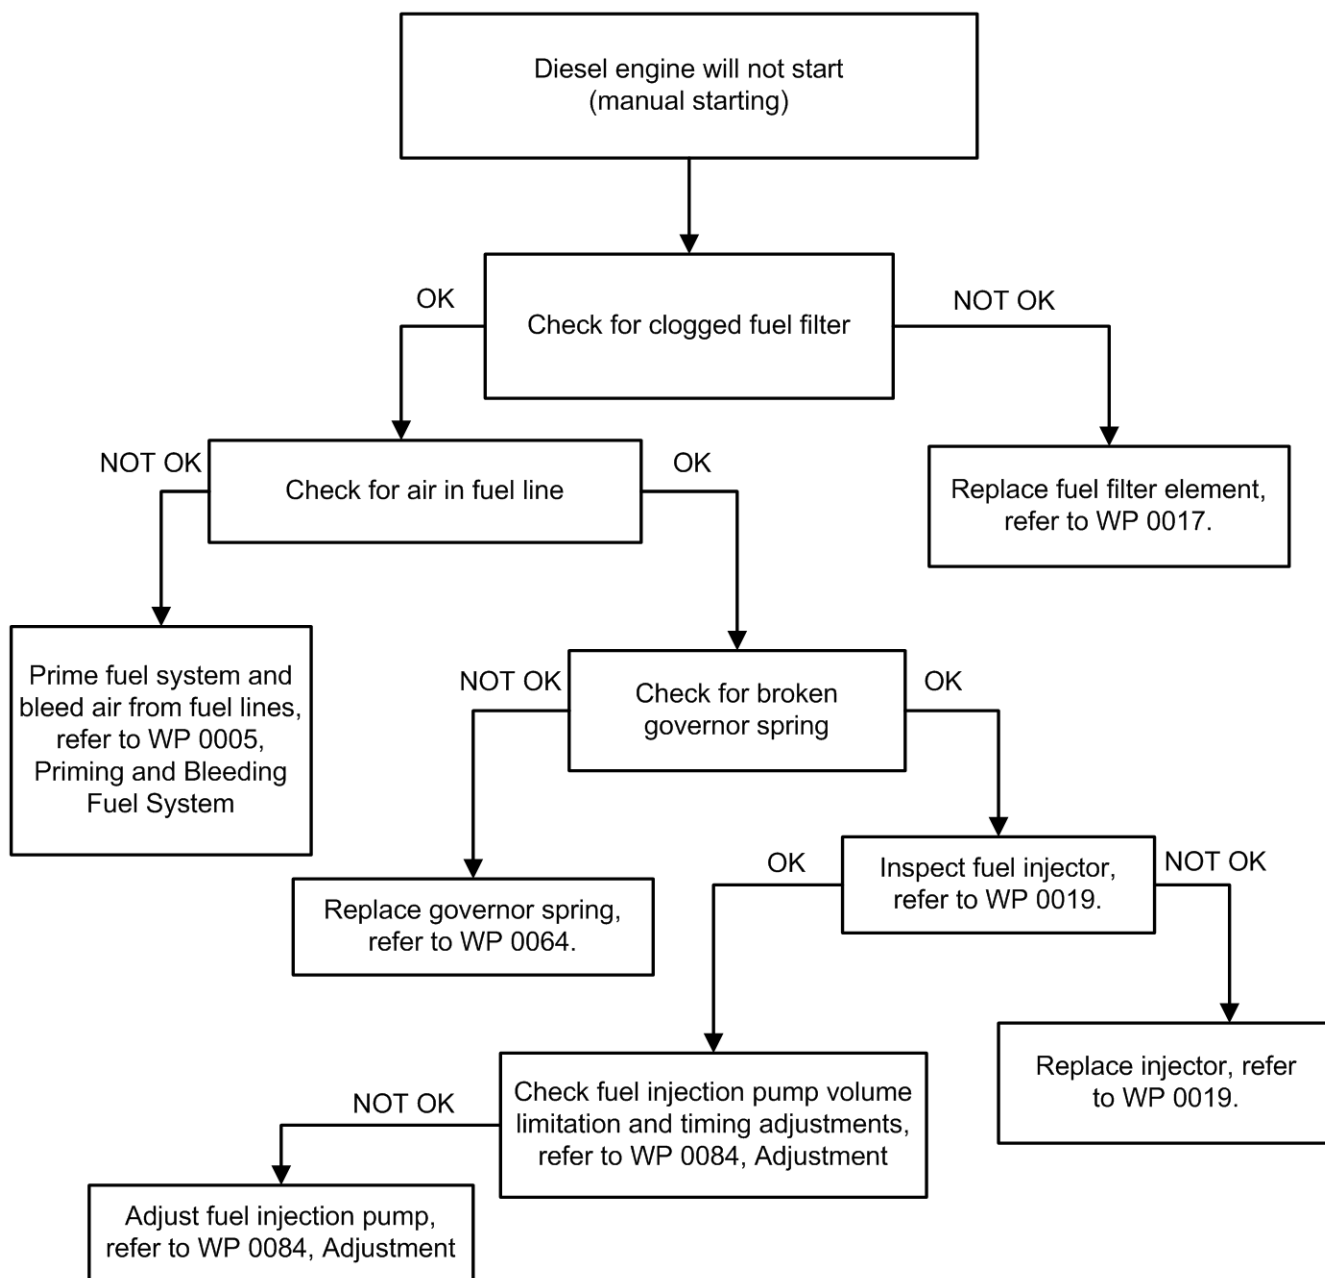 Diesel engine will not start
(manual starting)
OK
NOT OK
Check for clogged fuel filter
NOT OK
OK
Check for air in fuel line
Replace fuel filter element,
refer to WP 0017.
Prime fuel system and
bleed air from fuel lines,
refer to WP 0005,
Priming and Bleeding
Fuel System
NOT OK
OK
Check for broken
governor spring
OK
NOT OK
Inspect fuel injector,
refer to WP 0019.
Replace governor spring,
refer to WP 0064.
Replace injector, refer
to WP 0019.
NOT OK
Check fuel injection pump volume
limitation and timing adjustments,
refer to WP 0084, Adjustment
Adjust fuel injection pump,
refer to WP 0084, Adjustment